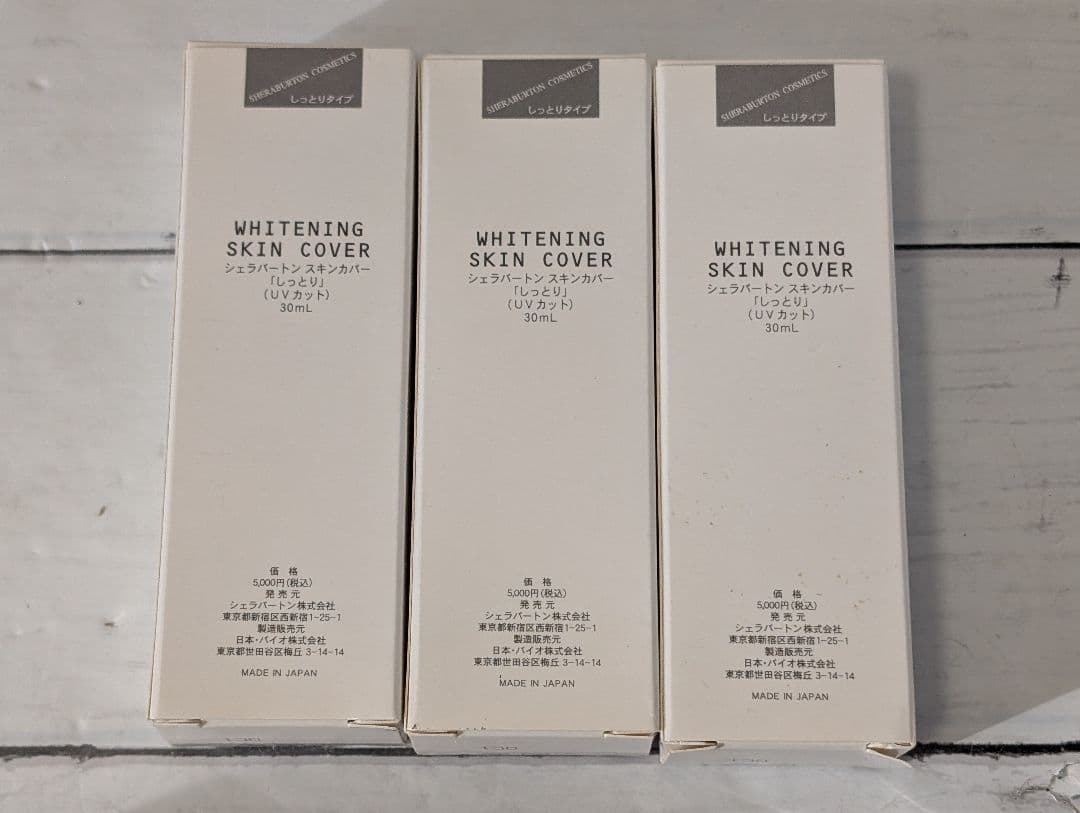 SHERABURTON COSMETICS
しっとりタイプ
WHITENING
SKIN COVER
シェラバートン スキンカバー
「しっとり」
（UVカット）
30mL
価 格
5,000円(税込)
発 売 元
シェラバートン株式会社
東京都新宿区西新宿1-25-1
製造販売元
日本・バイオ株式会社
東京都世田谷区梅丘 3-14-14
MADE IN JAPAN
SHERABURTON COSMETICS
しっとりタイプ
WHITENING
SKIN COVER
シェラバートン スキンカバー
「しっとり」
（UVカット）
30mL
価 格
5,000円(税込)
発 売 元
シェラバートン株式会社
東京都新宿区西新宿1-25-1
製造販売元
日本・バイオ株式会社
東京都世田谷区梅丘 3-14-14
MADE IN JAPAN
SHERABURTON COSMETICS
しっとりタイプ
WHITENING
SKIN COVER
シェラバートン スキンカバー
「しっとり」
（UVカット）
30mL
価 格
5,000円(税込)
発 売 元
シェラバートン株式会社
東京都新宿区西新宿1-25-1
製造販売元
日本・バイオ株式会社
東京都世田谷区梅丘 3-14-14
MADE IN JAPAN